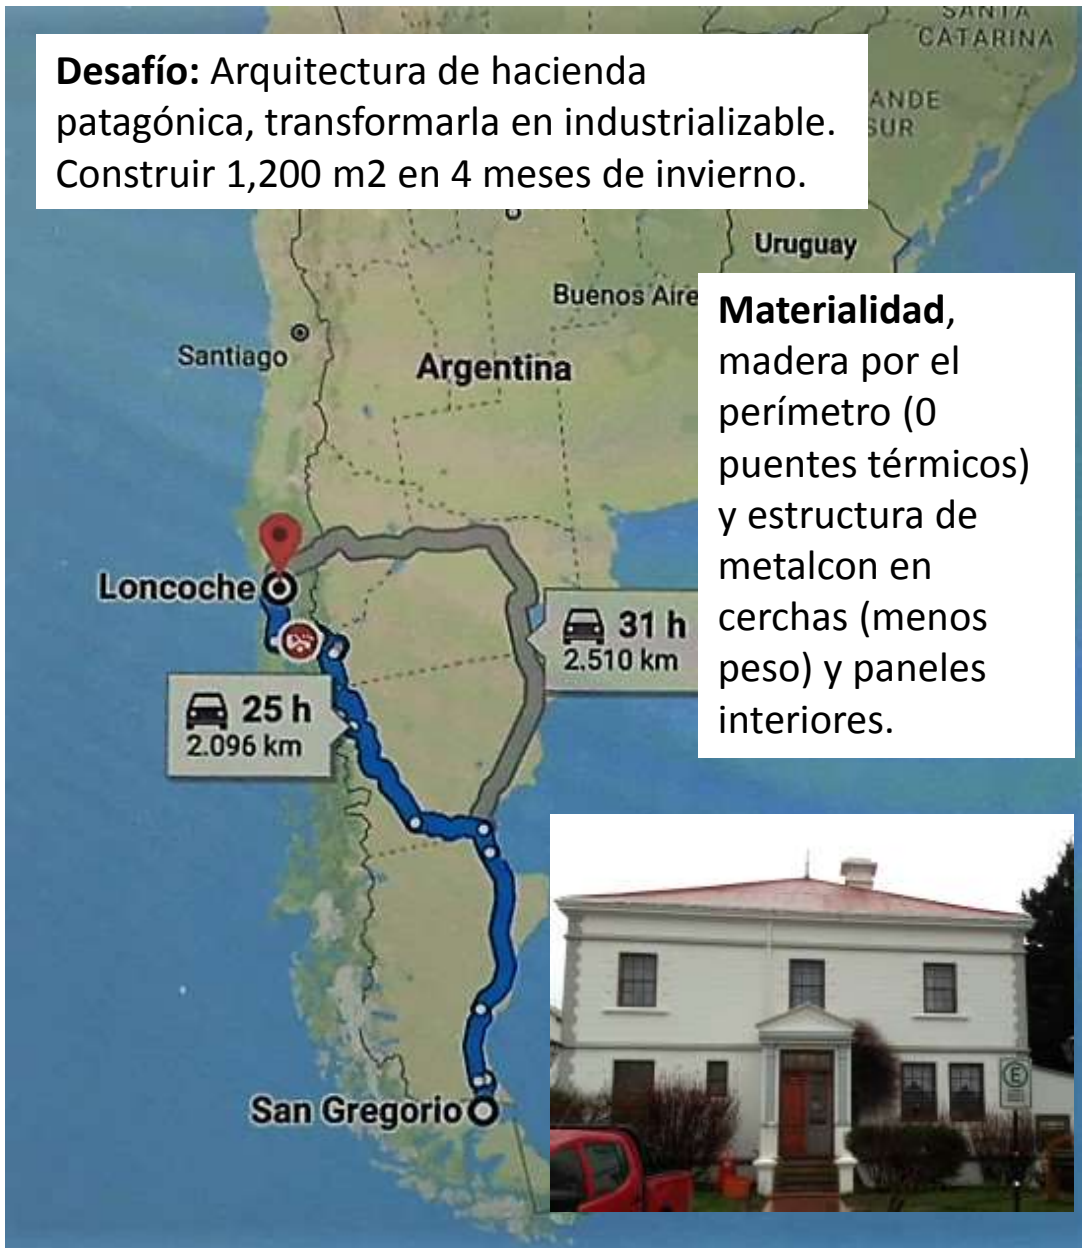 SANTA
CATARINA
Desafío: Arquitectura de hacienda
patagónica, transformarla en industrializable.
Construir 1,200 m2 en 4 meses de invierno.
ANDE
SUR
Uruguay
Buenos Aire
Materialidad,
madera por el
perímetro (0
puentes térmicos)
y estructura de
metalcon en
cerchas (menos
peso) y paneles
interiores.
Santiago
Argentina
Loncoche
31 h
2.510 km
25 h
2.096 km
San Gregorio
E